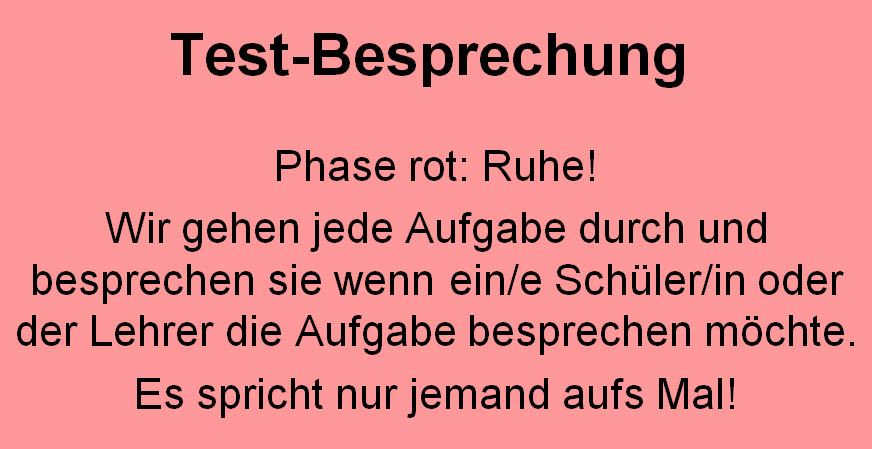 Test-Besprechung
Phase rot: Ruhe!
Wir gehen jede Aufgabe durch und
besprechen sie wenn ein/e Schüler/in oder
der Lehrer die Aufgabe besprechen möchte.
Es spricht nur jemand aufs Mal!